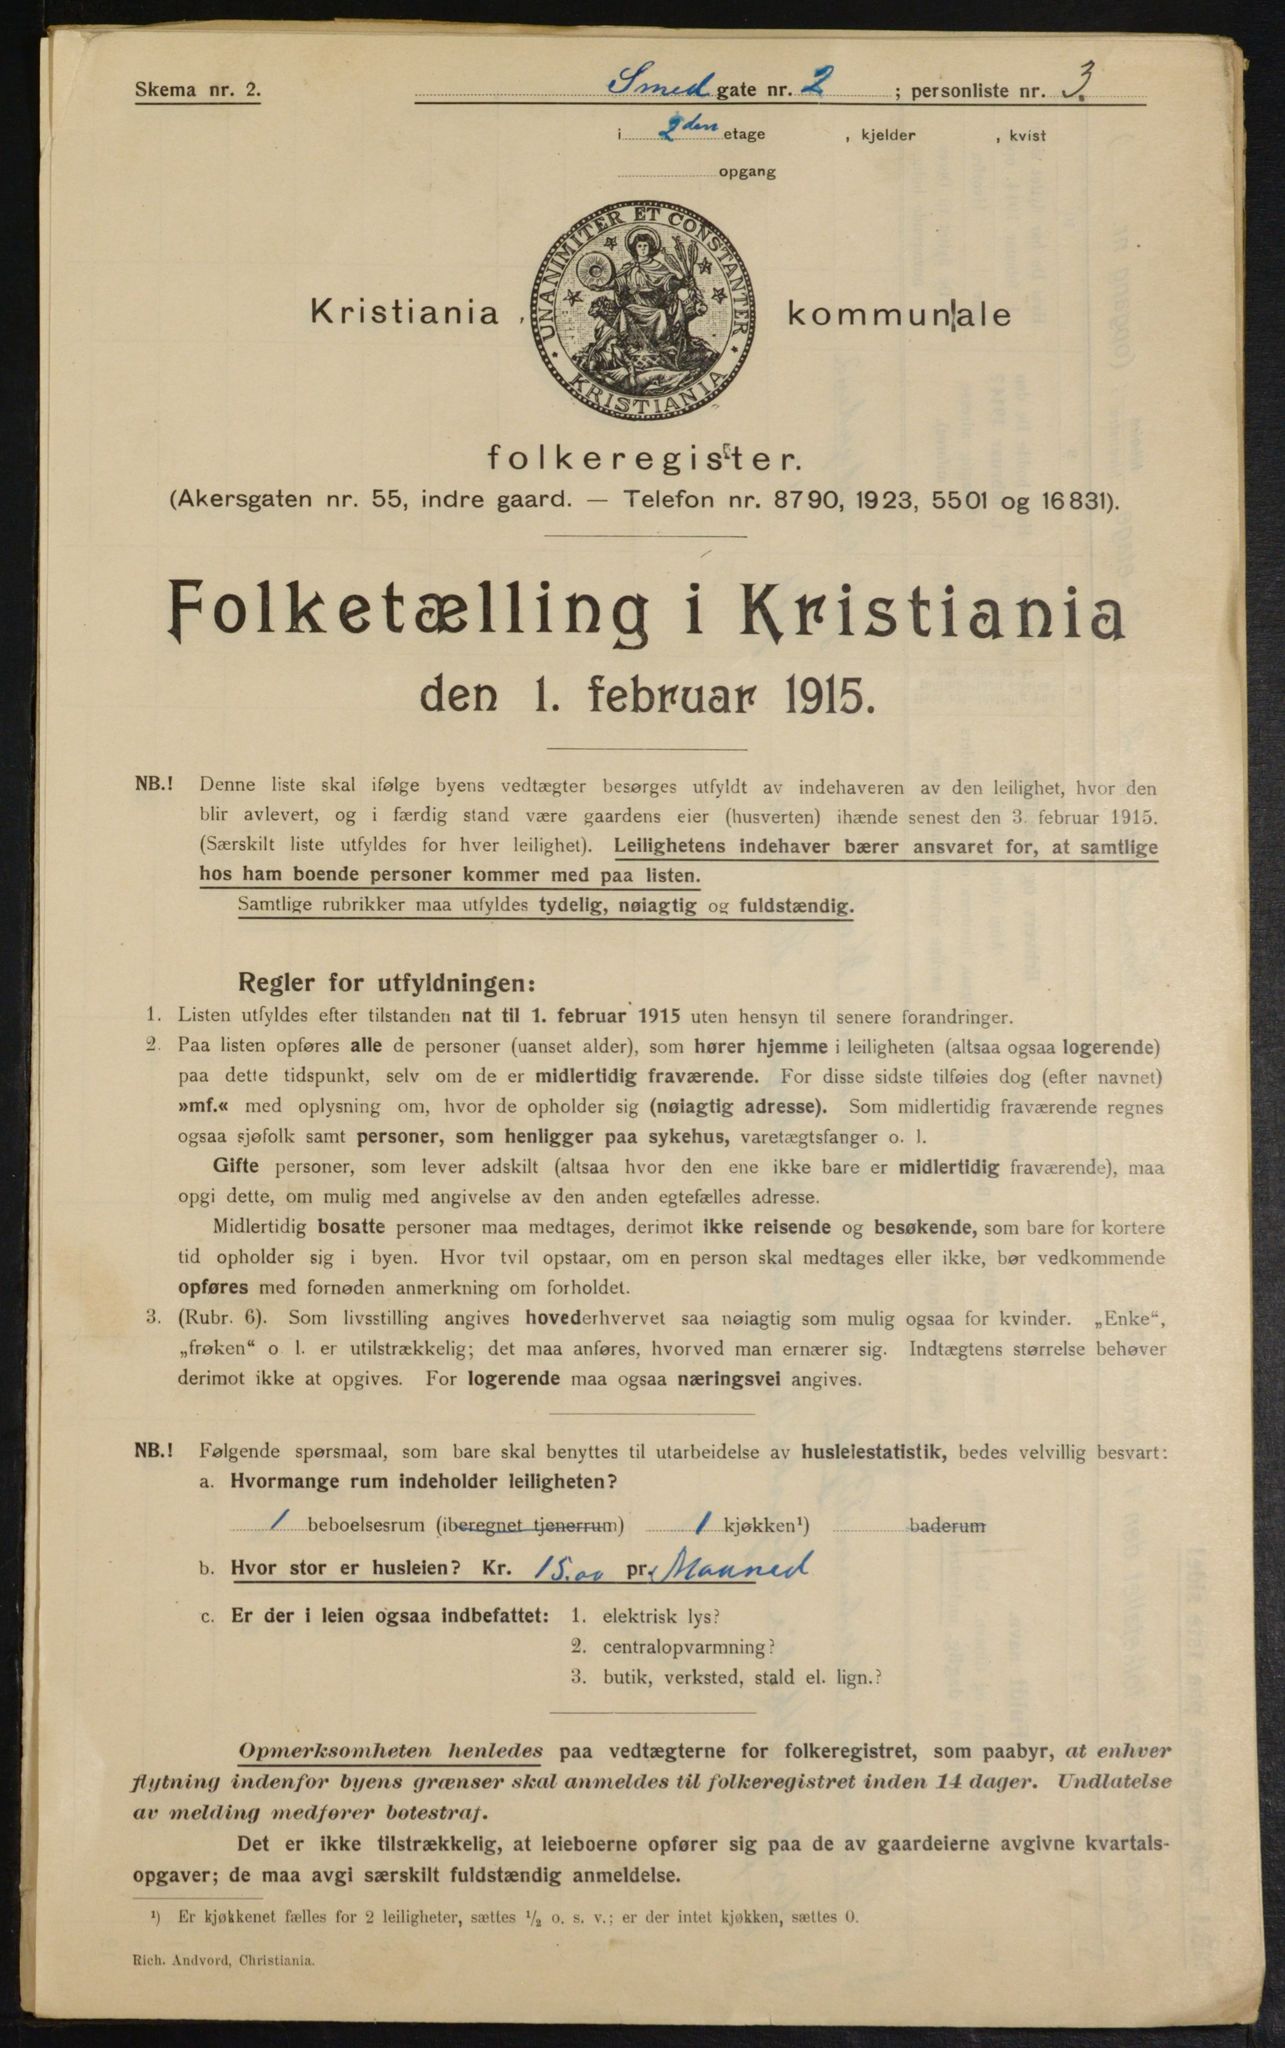 Skema nr. 2.
Smed gate nr. 2 ; personliste nr. 3.
i 2den etage , kjelder , kvist
opgang
UNANIMITER ET CONSTANTER
KRISTIANIA
Kristiania kommunale
folkeregister.
(Akersgaten nr. 55, indre gaard. — Telefon nr. 8790, 1923, 5501 og 16831).
Folketælling i Kristiania
den 1. februar 1915.
NB.! Denne liste skal ifølge byens vedtægter besørges utfyldt av indehaveren av den leilighet, hvor den
blir avlevert, og i færdig stand være gaardens eier (husverten) ihænde senest den 3. februar 1915.
(Særskilt liste utfyldes for hver leilighet). Leilighetens indehaver bærer ansvaret for, at samtlige
hos ham boende personer kommer med paa listen.
Samtlige rubrikker maa utfyldes tydelig, nøiagtig og fuldstændig.
Regler for utfyldningen:
1. Listen utfyldes efter tilstanden nat til 1. februar 1915 uten hensyn til senere forandringer.
2. Paa listen opføres alle de personer (uanset alder), som hører hjemme i leiligheten (altsaa ogsaa logerende)
paa dette tidspunkt, selv om de er midlertidig fraværende. For disse sidste tilføies dog (efter navnet)
»mf.« med oplysning om, hvor de opholder sig (nøiagtig adresse). Som midlertidig fraværende regnes
ogsaa sjøfolk samt personer, som henligger paa sykehus, varetægtsfanger o. l.
Gifte personer, som lever adskilt (altsaa hvor den ene ikke bare er midlertidig fraværende), maa
opgi dette, om mulig med angivelse av den anden egtefælles adresse.
Midlertidig bosatte personer maa medtages, derimot ikke reisende og besøkende, som bare for kortere
tid opholder sig i byen. Hvor tvil opstaar, om en person skal medtages eller ikke, bør vedkommende
opføres med fornøden anmerkning om forholdet.
3. (Rubr. 6). Som livsstilling angives hovederhvervet saa nøiagtig som mulig ogsaa for kvinder. „Enke“,
„frøken“ o l. er utilstrækkelig; det maa anføres, hvorved man ernærer sig. Indtægtens størrelse behøver
derimot ikke at opgives. For logerende maa ogsaa næringsvei angives.
NB.! Følgende spørsmaal, som bare skal benyttes til utarbeidelse av husleiestatistik, bedes velvillig besvart:
a. Hvormange rum indeholder leiligheten?
1 beboelsesrum (iberegnet tjenerrum) 1 kjøkken¹) baderum
b. Hvor stor er husleien? Kr. 15.00 pr. Maaned
c. Er der i leien ogsaa indbefattet: 1. elektrisk lys?
2. centralopvarmning?
3. butik, verksted, stald el. lign.?
Opmerksomheten henledes paa vedtægterne for folkeregistret, som paabyr, at enhver
flytning indenfor byens grænser skal anmeldes til folkeregistret inden 14 dager. Undlatelse
av melding medfører botestraf.
Det er ikke tilstrækkelig, at leieboerne opfører sig paa de av gaardeierne avgivne kvartals-
opgaver; de maa avgi særskilt fuldstændig anmeldelse.
¹) Er kjøkkenet fælles for 2 leiligheter, sættes ½ o. s. v.; er der intet kjøkken, sættes 0.
Rich. Andvord, Christiania.